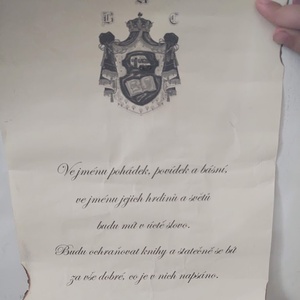 B C
Ve jménu pohádek, povídek a básní,
ve jménu jejich hrdinů a světů
budu mít v úctě slovo.
Budu ochraňovat knihy a statečně se bít
za vše dobré, co je v nich napsáno.